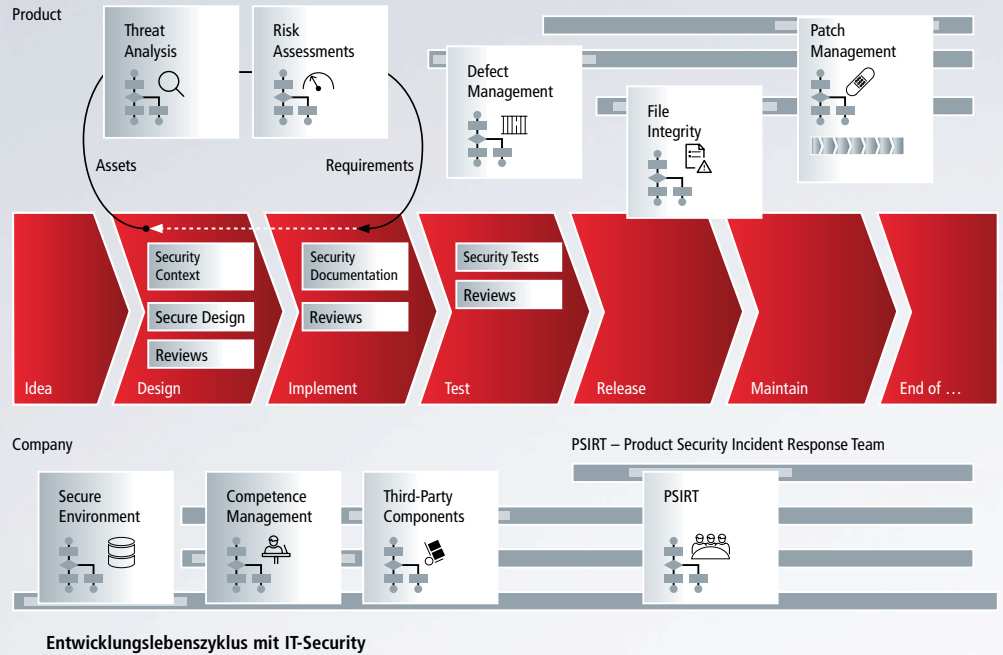 Product
Threat
Analysis
Risk
Assessments
Defect
Management
File
Integrity
Patch
Management
Assets
Requirements
Security
Context
Secure Design
Reviews
Security
Documentation
Reviews
Security Tests
Reviews
Idea
Design
Implement
Test
Release
Maintain
End of …
Company
PSIRT – Product Security Incident Response Team
Secure
Environment
Competence
Management
Third-Party
Components
PSIRT
Entwicklungslebenszyklus mit IT-Security